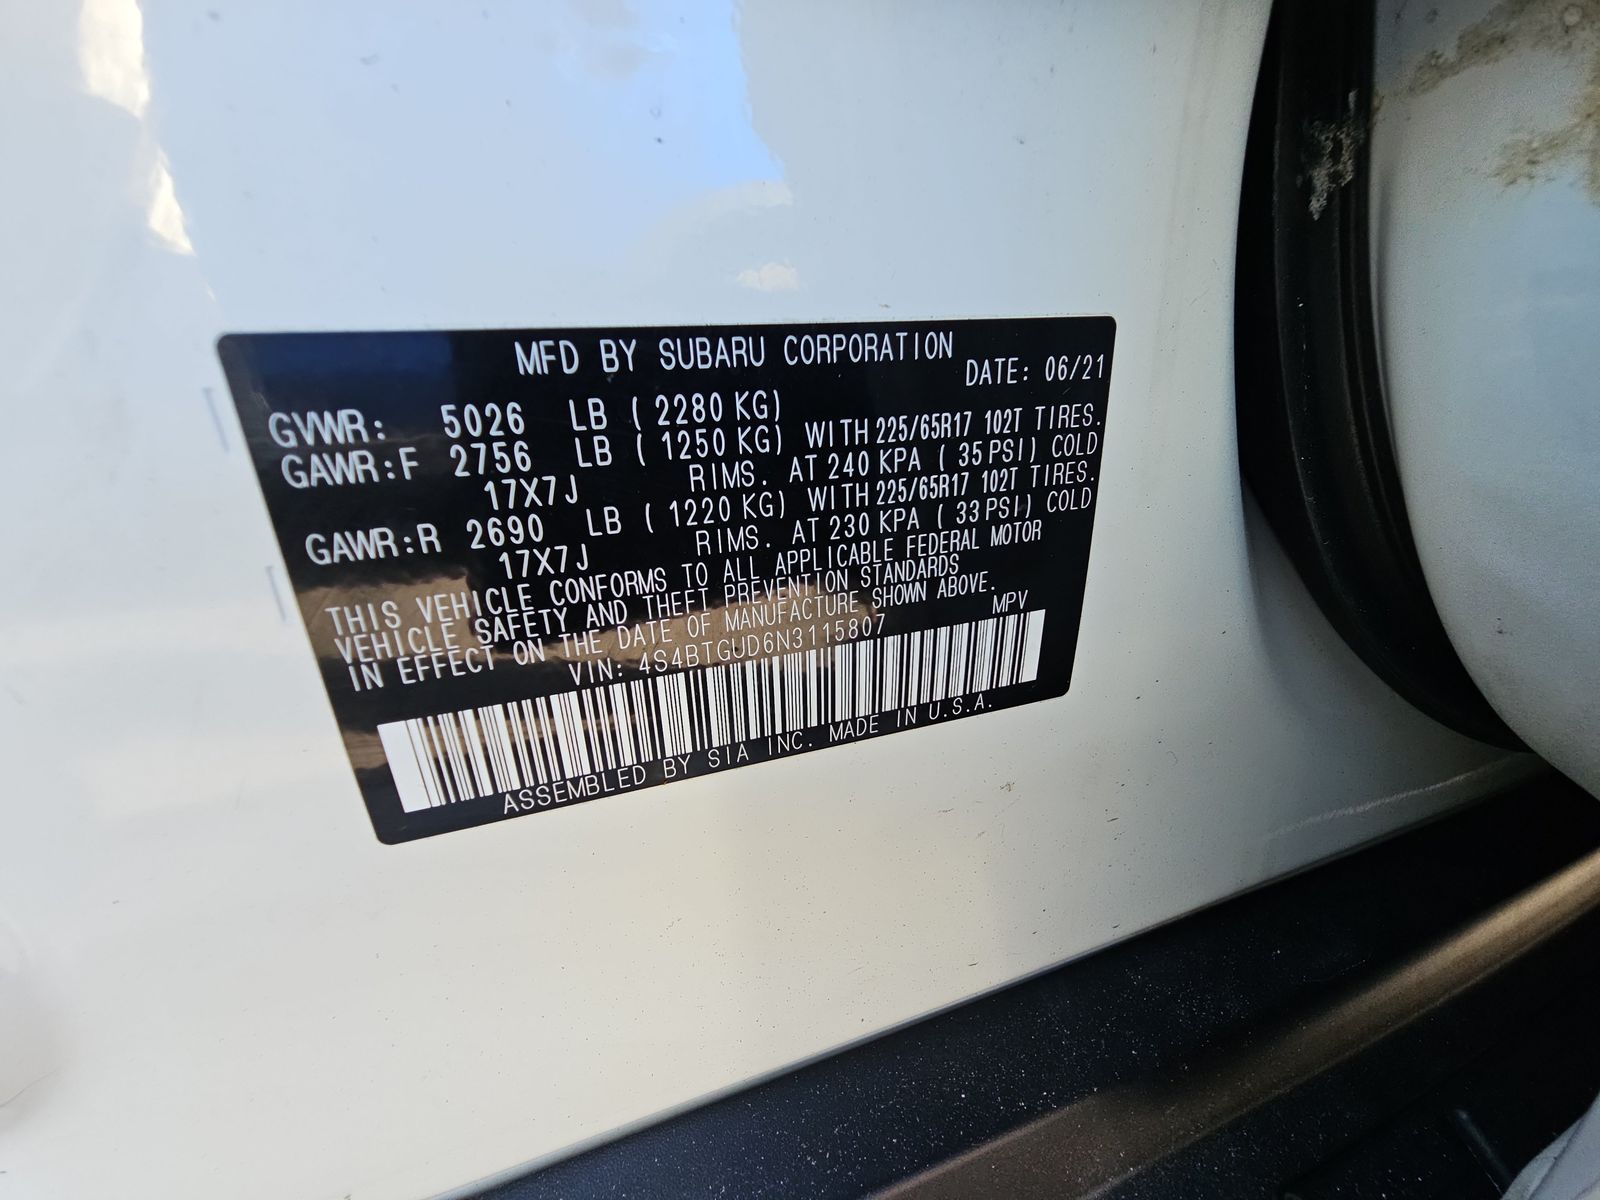 MFD BY SUBARU CORPORATION
DATE: 06/21
GVWR: 5026 LB ( 2280 KG)
GAWR:F 2756 LB ( 1250 KG) WITH 225/65R17 102T TIRES.
17X7J RIMS. AT 240 KPA ( 35 PSI) COLD
GAWR:R 2690 LB ( 1220 KG) WITH 225/65R17 102T TIRES.
17X7J RIMS. AT 230 KPA ( 33 PSI) COLD
THIS VEHICLE CONFORMS TO ALL APPLICABLE FEDERAL MOTOR
VEHICLE SAFETY AND THEFT PREVENTION STANDARDS
IN EFFECT ON THE DATE OF MANUFACTURE SHOWN ABOVE.
VIN: 4S4BTGUD6N3115807 MPV
ASSEMBLED BY SIA INC. MADE IN U.S.A.